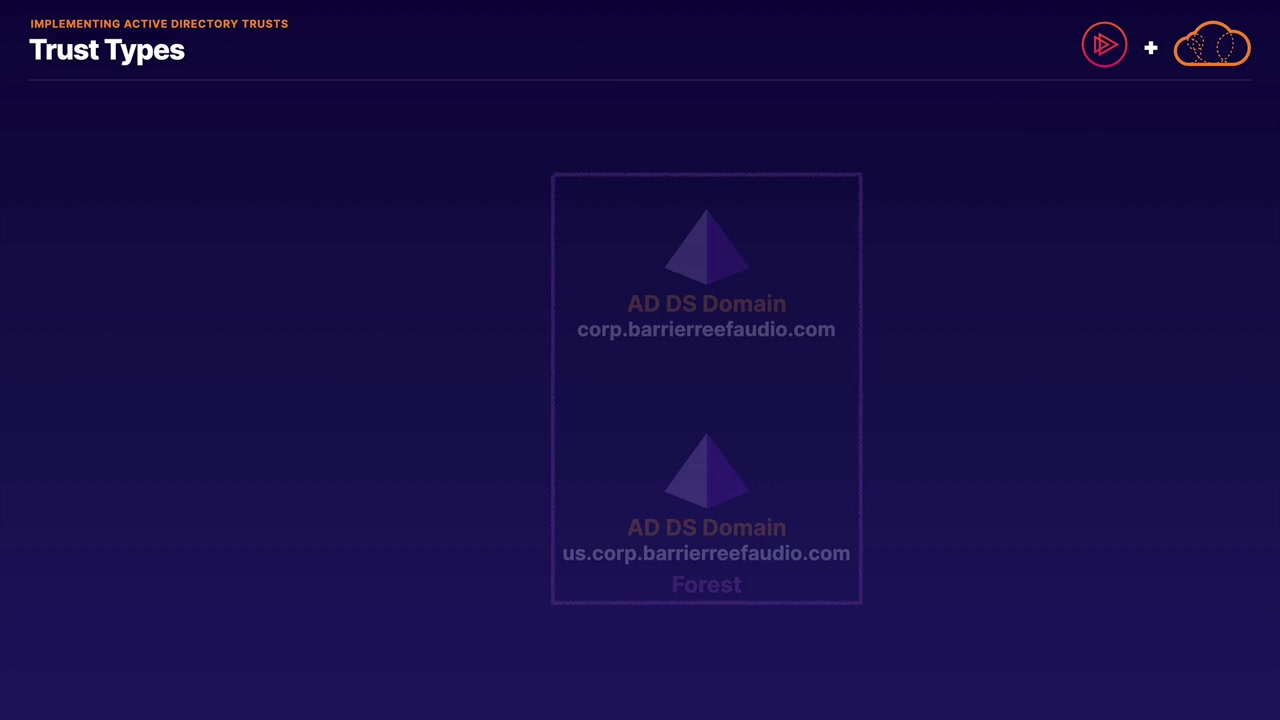 IMPLEMENTING ACTIVE DIRECTORY TRUSTS
Trust Types
+
AD DS Domain
corp.barrierreefaudio.com
AD DS Domain
us.corp.barrierreefaudio.com
Forest